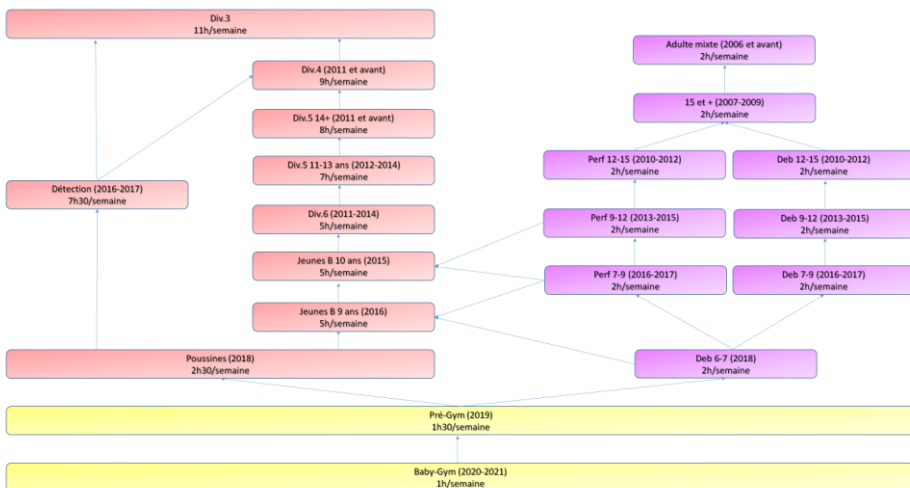 Div.3
11h/semaine
Adulte mixte (2006 et avant)
2h/semaine
Div.4 (2011 et avant)
9h/semaine
15 et + (2007-2009)
2h/semaine
Div.5 14+ (2011 et avant)
8h/semaine
Div.5 11-13 ans (2012-2014)
7h/semaine
Perf 12-15 (2010-2012)
2h/semaine
Deb 12-15 (2010-2012)
2h/semaine
Détection (2016-2017)
7h30/semaine
Div.6 (2011-2014)
5h/semaine
Perf 9-12 (2013-2015)
2h/semaine
Deb 9-12 (2013-2015)
2h/semaine
Jeunes B 10 ans (2015)
5h/semaine
Perf 7-9 (2016-2017)
2h/semaine
Deb 7-9 (2016-2017)
2h/semaine
Jeunes B 9 ans (2016)
5h/semaine
Poussines (2018)
2h30/semaine
Deb 6-7 (2018)
2h/semaine
Pré-Gym (2019)
1h30/semaine
Baby-Gym (2020-2021)
1h/semaine